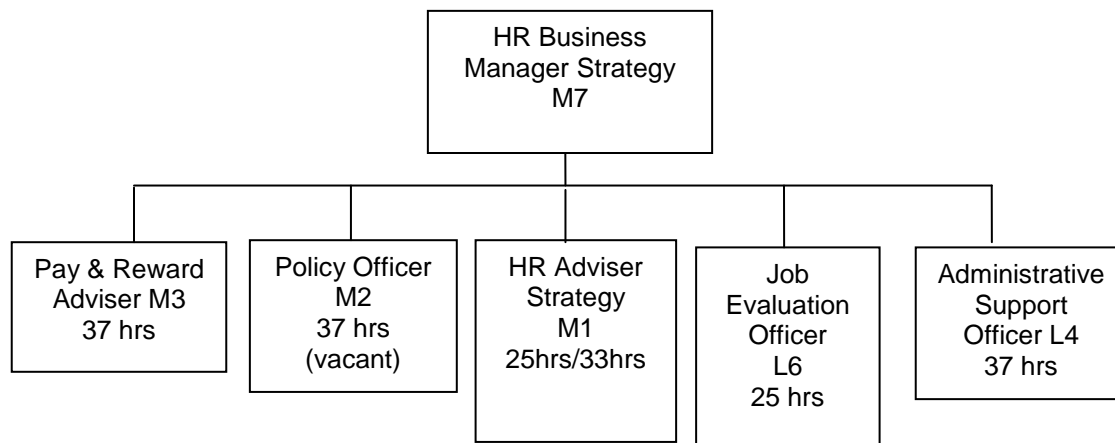 HR Business
Manager Strategy
M7
Pay & Reward
Adviser M3
37 hrs
Policy Officer
M2
37 hrs
(vacant)
HR Adviser
Strategy
M1
25hrs/33hrs
Job
Evaluation
Officer
L6
25 hrs
Administrative
Support
Officer L4
37 hrs